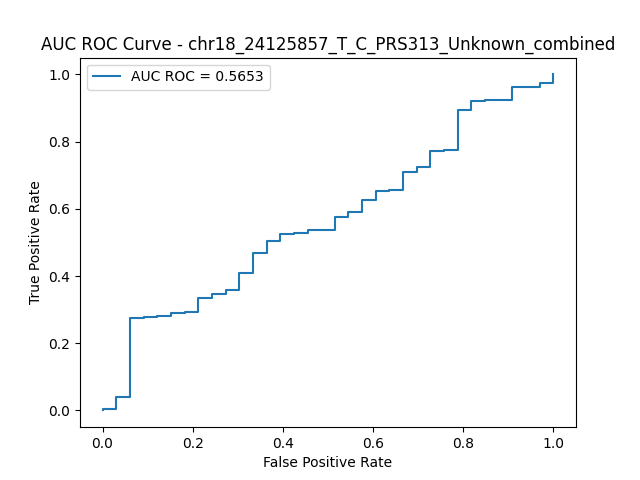 AUC ROC Curve - chr18_24125857_T_C_PRS313_Unknown_combined
AUC ROC = 0.5653
1.0
0.8
0.6
0.4
0.2
0.0
True Positive Rate
0.0 0.2 0.4 0.6 0.8 1.0
False Positive Rate